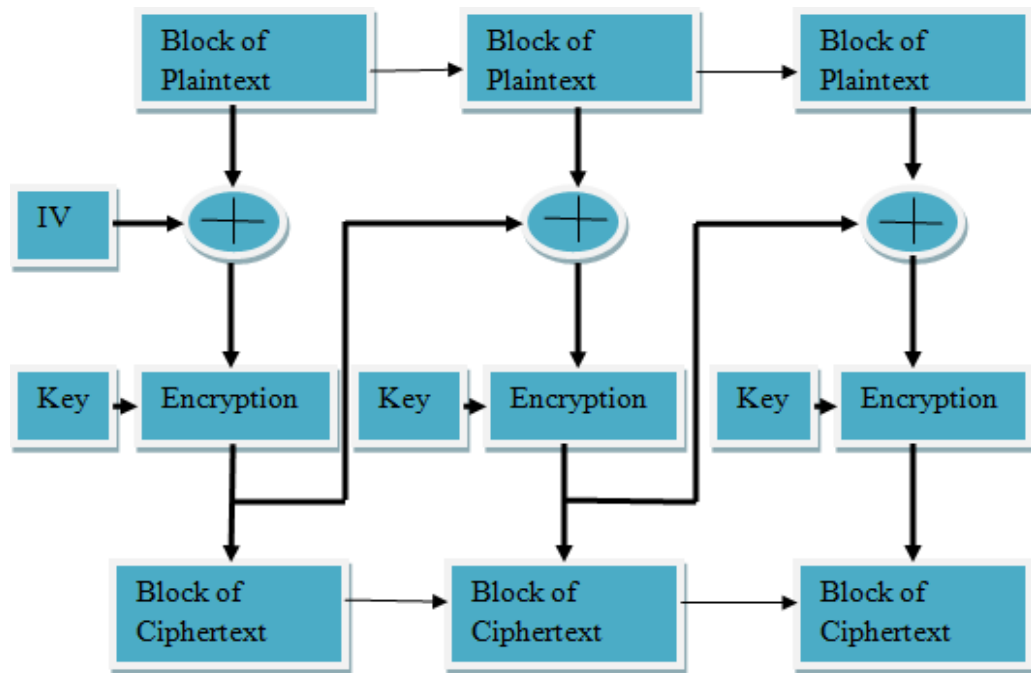 Block of
Plaintext
Block of
Plaintext
Block of
Plaintext
IV
Key
Encryption
Key
Encryption
Key
Encryption
Block of
Ciphertext
Block of
Ciphertext
Block of
Ciphertext